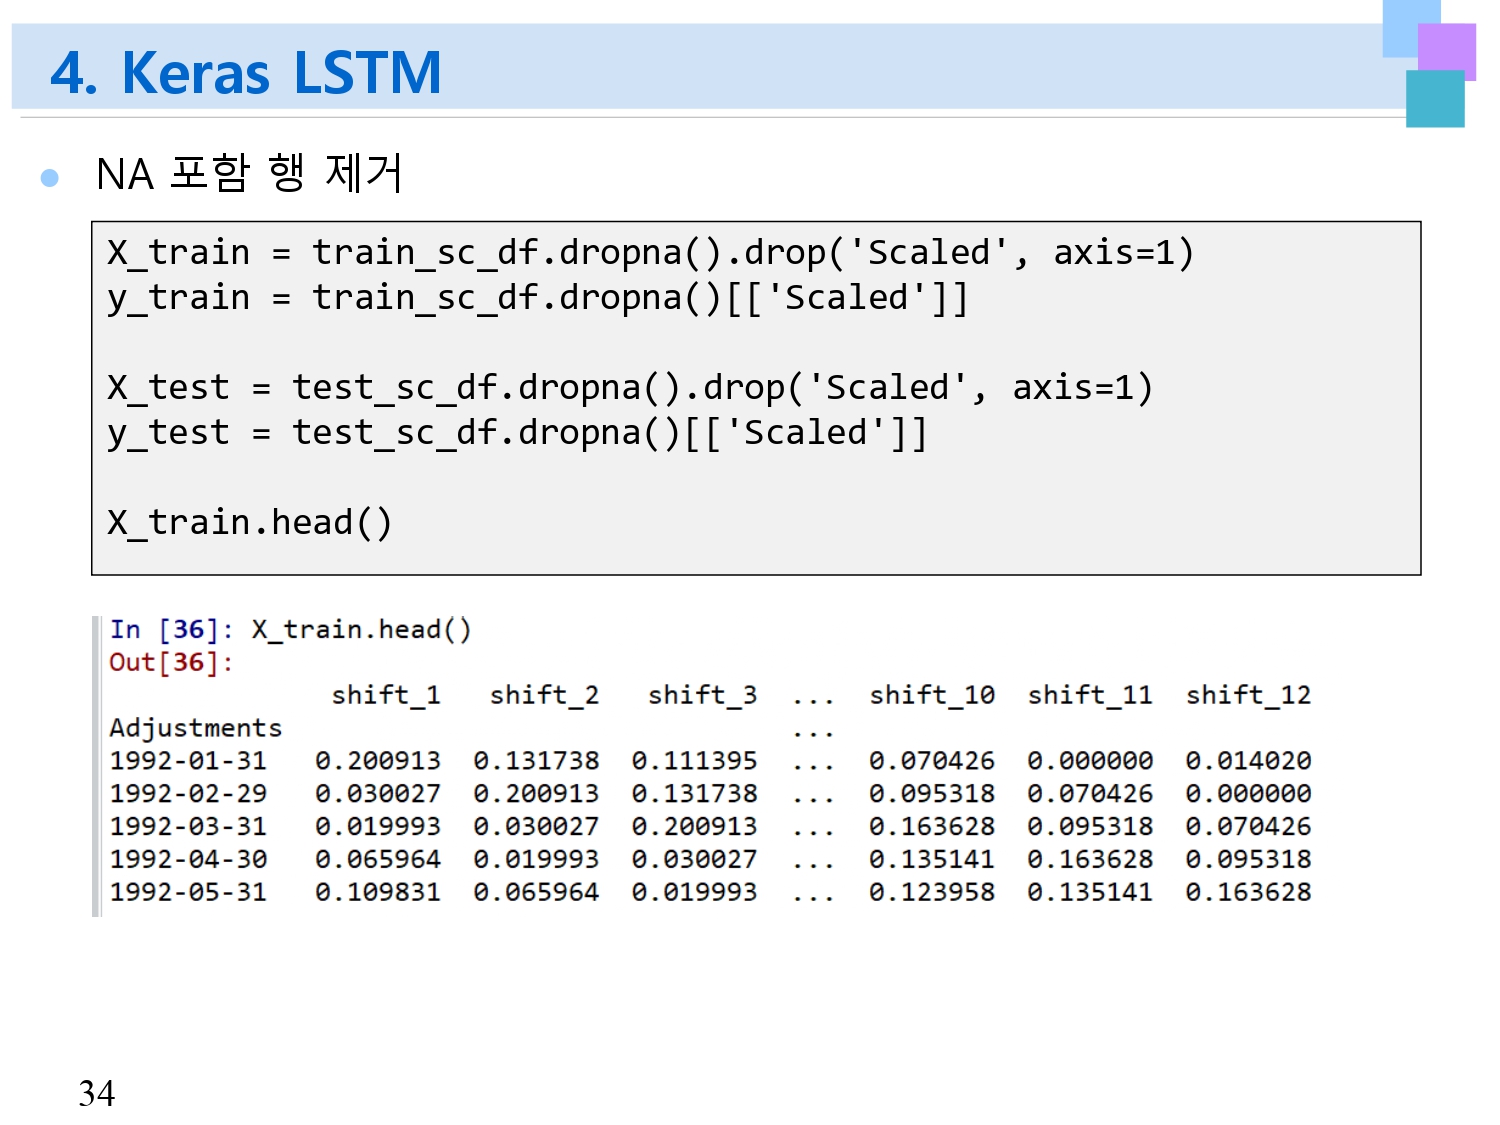 4. Keras LSTM
● NA 포함 행 제거
X_train = train_sc_df.dropna().drop('Scaled', axis=1)
y_train = train_sc_df.dropna()[['Scaled']]
X_test = test_sc_df.dropna().drop('Scaled', axis=1)
y_test = test_sc_df.dropna()[['Scaled']]
X_train.head()
In [36]: X_train.head()
Out[36]:
shift_1 shift_2 shift_3 ... shift_10 shift_11 shift_12
Adjustments ...
1992-01-31 0.200913 0.131738 0.111395 ... 0.070426 0.000000 0.014020
1992-02-29 0.030027 0.200913 0.131738 ... 0.095318 0.070426 0.000000
1992-03-31 0.019993 0.030027 0.200913 ... 0.163628 0.095318 0.070426
1992-04-30 0.065964 0.019993 0.030027 ... 0.135141 0.163628 0.095318
1992-05-31 0.109831 0.065964 0.019993 ... 0.123958 0.135141 0.163628
34